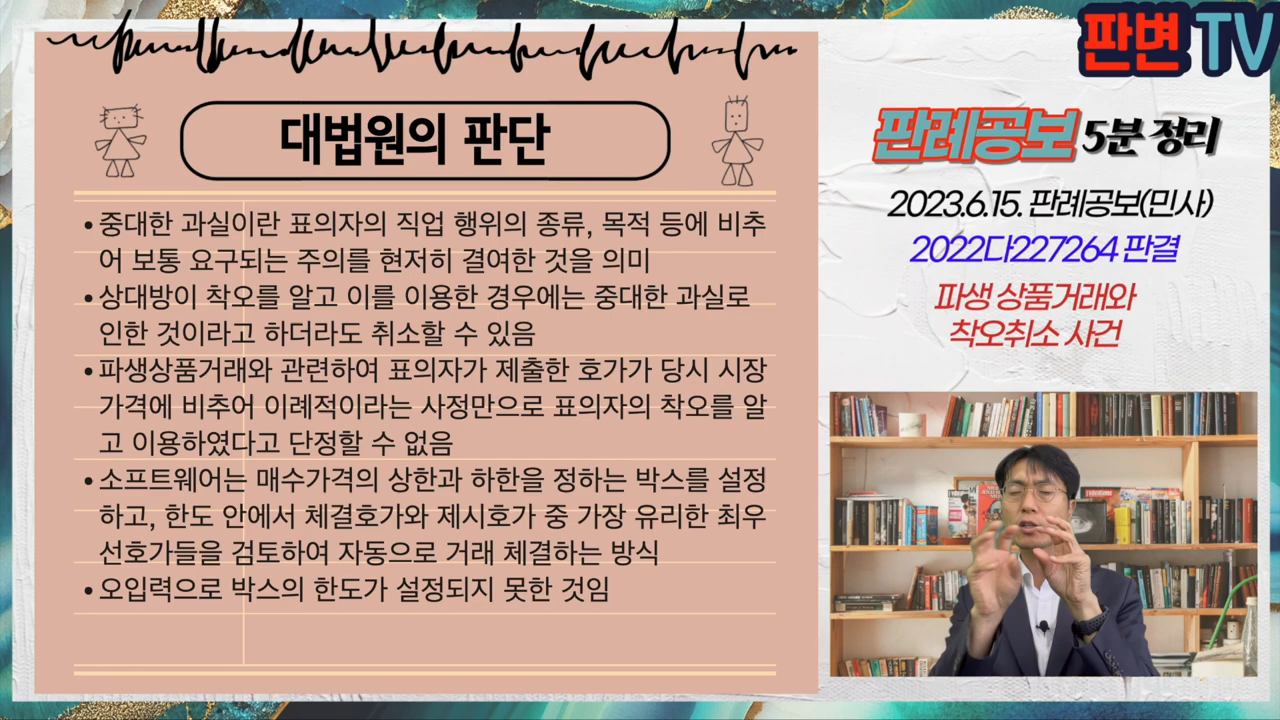 판변 TV
대법원의 판단
• 중대한 과실이란 표의자의 직업 행위의 종류, 목적 등에 비추
어 보통 요구되는 주의를 현저히 결여한 것을 의미
• 상대방이 착오를 알고 이를 이용한 경우에는 중대한 과실로
인한 것이라고 하더라도 취소할 수 있음
• 파생상품거래와 관련하여 표의자가 제출한 호가가 당시 시장
가격에 비추어 이례적이라는 사정만으로 표의자의 착오를 알
고 이용하였다고 단정할 수 없음
• 소프트웨어는 매수가격의 상한과 하한을 정하는 박스를 설정
하고, 한도 안에서 체결호가와 제시호가 중 가장 유리한 최우
선호가들을 검토하여 자동으로 거래 체결하는 방식
• 오입력으로 박스의 한도가 설정되지 못한 것임
판례공보 5분 정리
2023.6.15. 판례공보(민사)
2022다227264 판결
파생 상품거래와
착오취소 사건